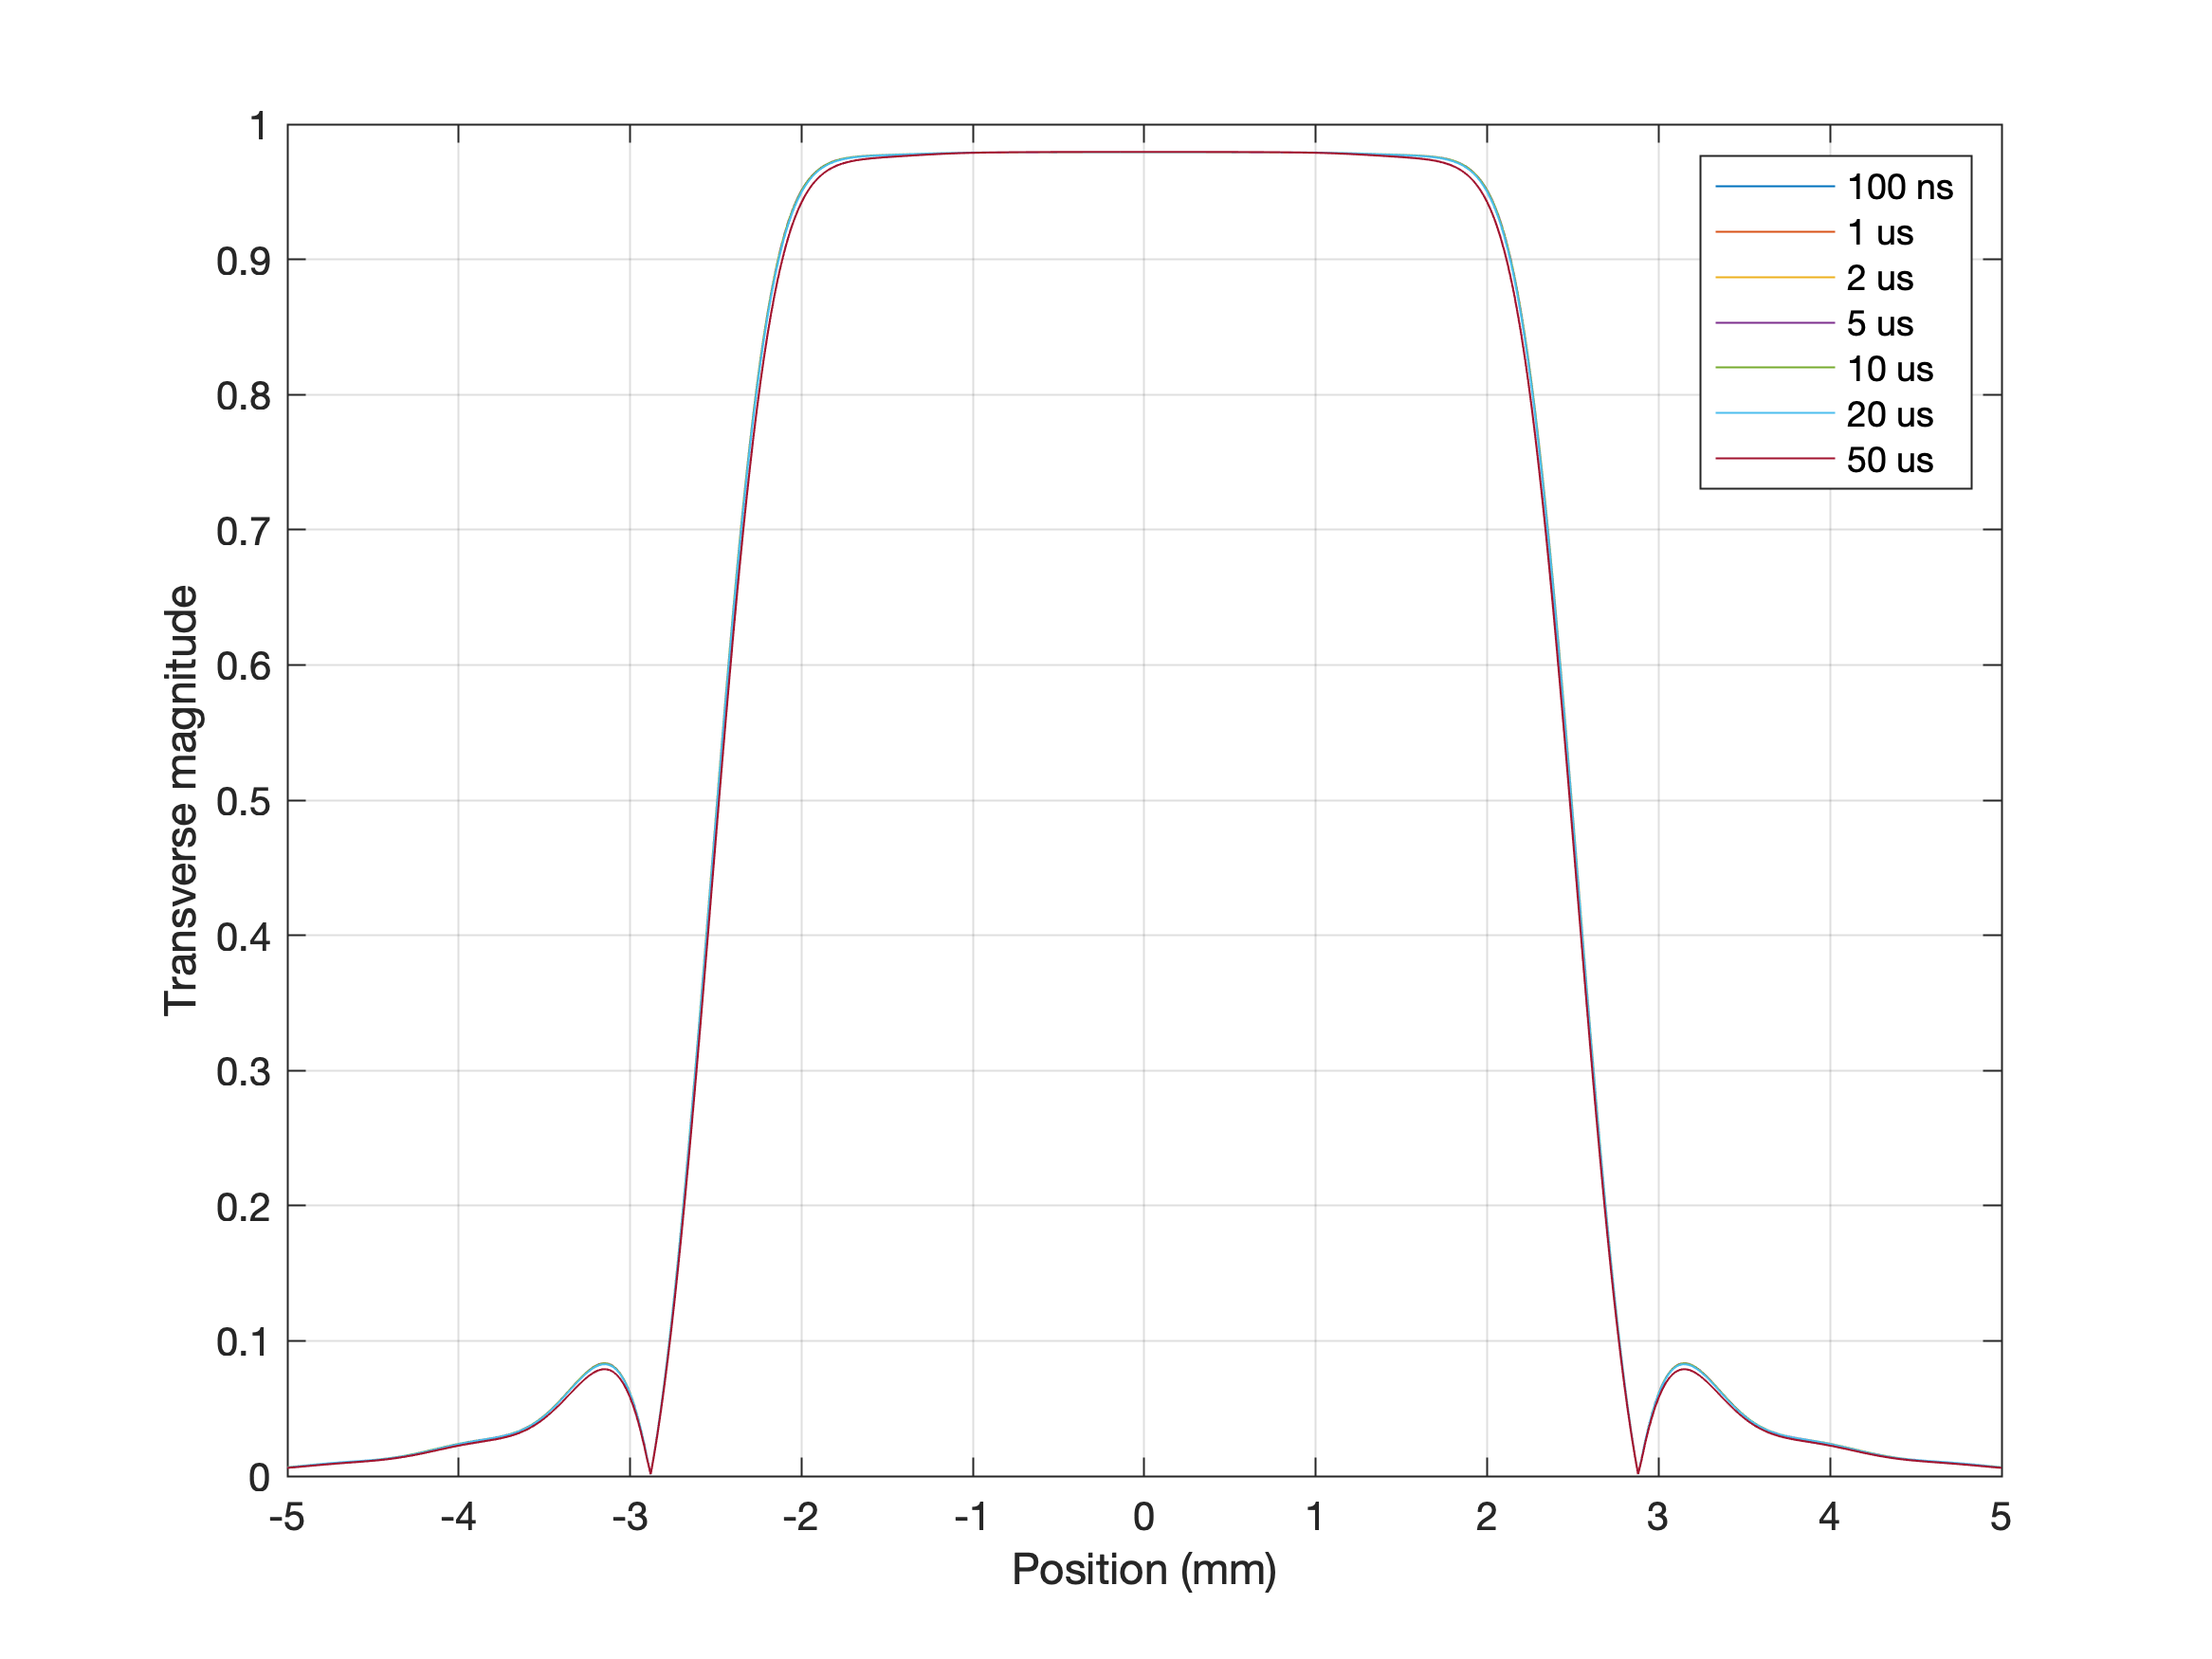 1
0.9
0.8
0.7
0.6
0.5
0.4
0.3
0.2
0.1
0
Transverse magnitude
100 ns
1 us
2 us
5 us
10 us
20 us
50 us
-5 -4 -3 -2 -1 0 1 2 3 4 5
Position (mm)